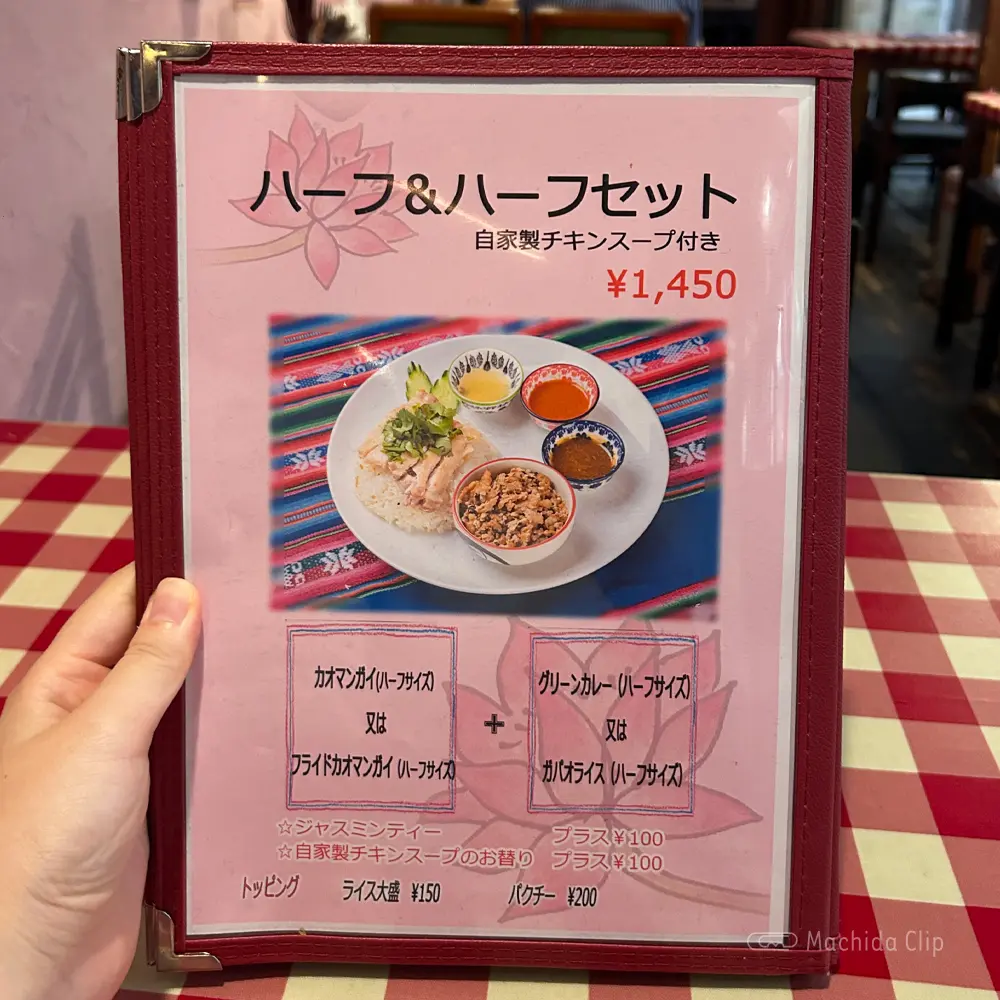 ハーフ&ハーフセット
自家製チキンスープ付き
¥1,450
カオマンガイ(ハーフサイズ)
又は
フライドカオマンガイ (ハーフサイズ)
+
グリーンカレー (ハーフサイズ)
又は
ガパオライス (ハーフサイズ)
☆ジャスミンティー プラス¥100
☆自家製チキンスープのお替り プラス¥100
トッピング ライス大盛 ¥150 パクチー ¥200
Machida Clip